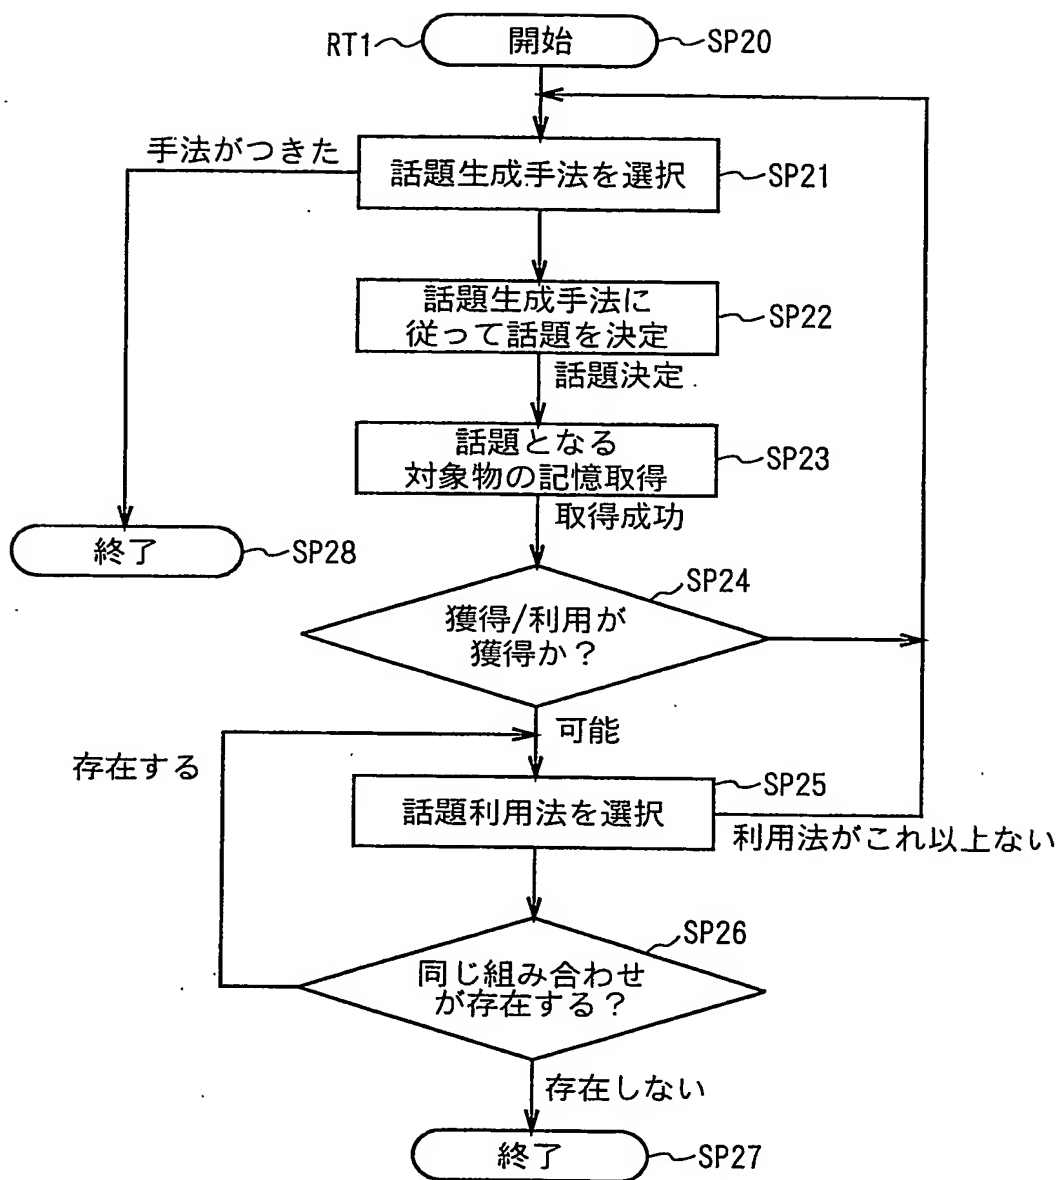 RT1
開始
SP20
手法がつきた
話題生成手法を選択
SP21
話題生成手法に
従って話題を決定
SP22
話題決定
話題となる
対象物の記憶取得
SP23
取得成功
終了
SP28
SP24
獲得/利用が
獲得か?
可能
存在する
SP25
話題利用法を選択
利用法がこれ以上ない
SP26
同じ組み合わせ
が存在する?
存在しない
終了
SP27